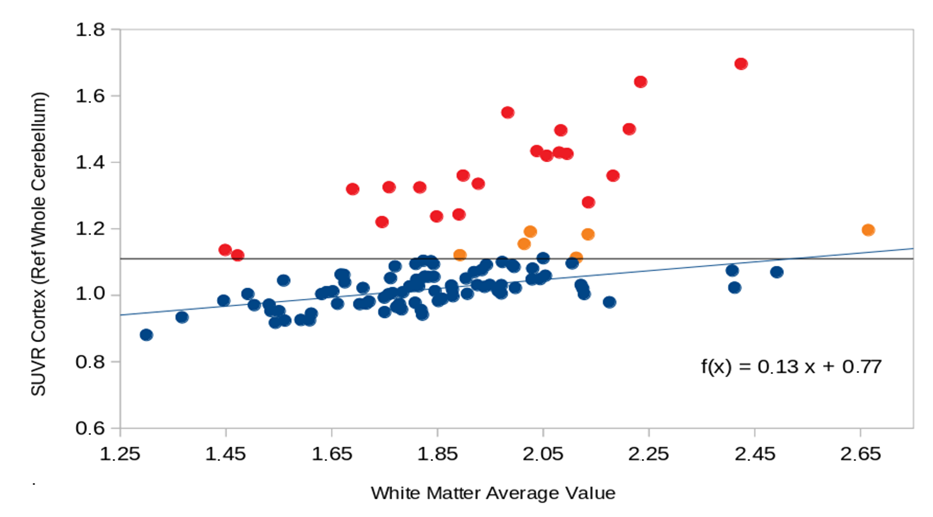 1.8
1.6
1.4
1.2
1.0
0.8
0.6
SUVR Cortex (Ref Whole Cerebellum)
f(x) = 0.13 x + 0.77
1.25 1.45 1.65 1.85 2.05 2.25 2.45 2.65
White Matter Average Value
.